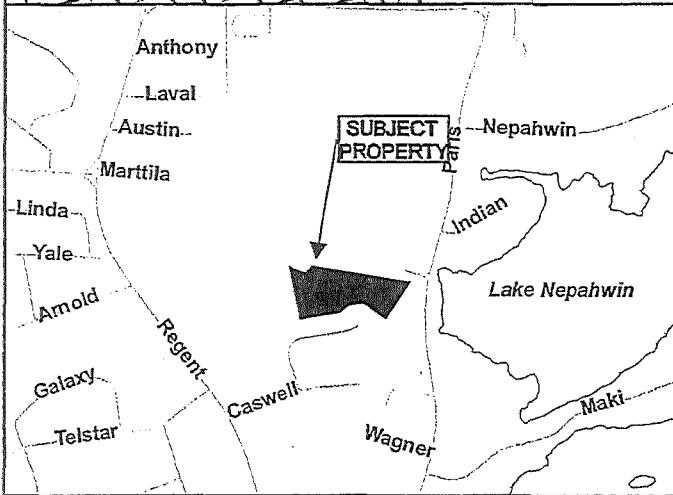 Anthony
Laval
Austin
Marttila
SUBJECT
PROPERTY
Paris
Nepahwin
Linda
Indian
Yale
Arnold
Lake Nepahwin
Regent
Galaxy
Caswell
Maki
Telstar
Wagner